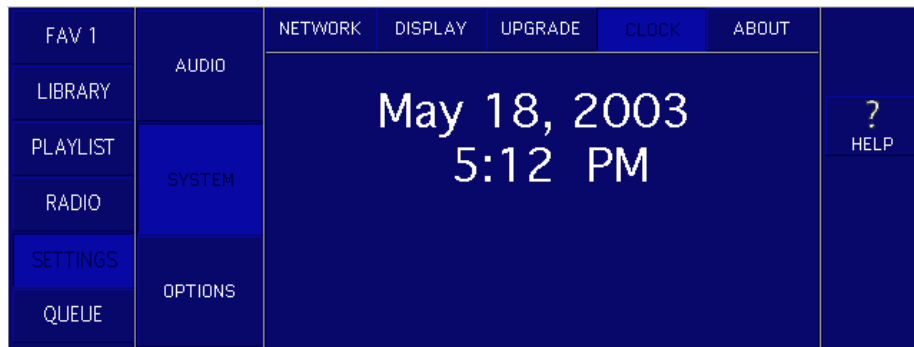 FAV 1
LIBRARY
PLAYLIST
RADIO
SETTINGS
QUEUE
AUDIO
SYSTEM
OPTIONS
NETWORK DISPLAY UPGRADE CLOCK ABOUT
May 18, 2003
5:12 PM
?
HELP